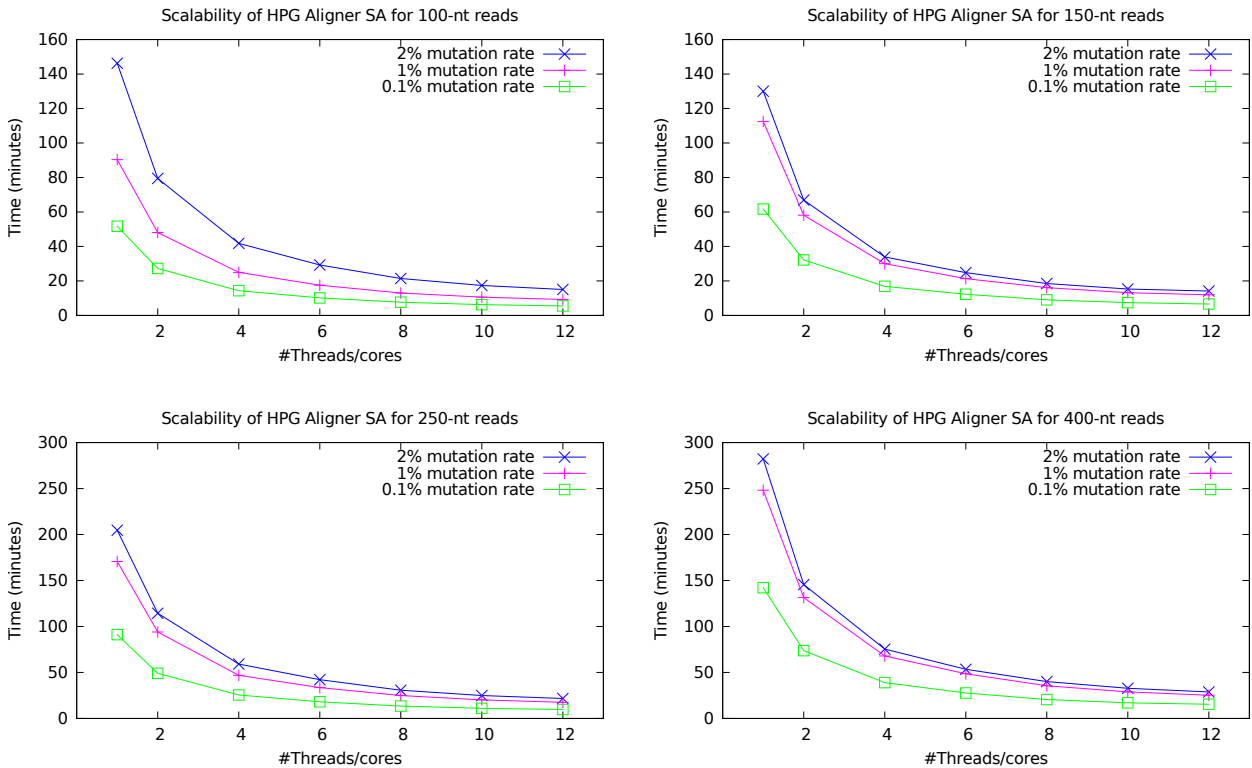 Scalability of HPG Aligner SA for 100-nt reads
160
140
120
100
80
60
40
20
0
Time (minutes)
2% mutation rate
1% mutation rate
0.1% mutation rate
2 4 6 8 10 12
#Threads/cores
Scalability of HPG Aligner SA for 150-nt reads
160
140
120
100
80
60
40
20
0
Time (minutes)
2% mutation rate
1% mutation rate
0.1% mutation rate
2 4 6 8 10 12
#Threads/cores
Scalability of HPG Aligner SA for 250-nt reads
300
250
200
150
100
50
0
Time (minutes)
2% mutation rate
1% mutation rate
0.1% mutation rate
2 4 6 8 10 12
#Threads/cores
Scalability of HPG Aligner SA for 400-nt reads
300
250
200
150
100
50
0
Time (minutes)
2% mutation rate
1% mutation rate
0.1% mutation rate
2 4 6 8 10 12
#Threads/cores